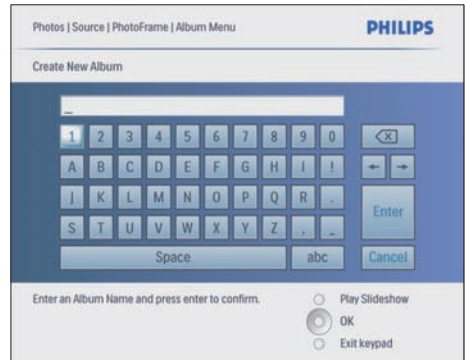 Photos | Source | PhotoFrame | Album Menu PHILIPS
Create New Album
_
1 2 3 4 5 6 7 8 9 0
A B C D E F G H I !
J K L M N O P Q R . Enter
S T U V W X Y Z , _
Space abc Cancel
Enter an Album Name and press enter to confirm.
Play Slideshow
OK
Exit keypad